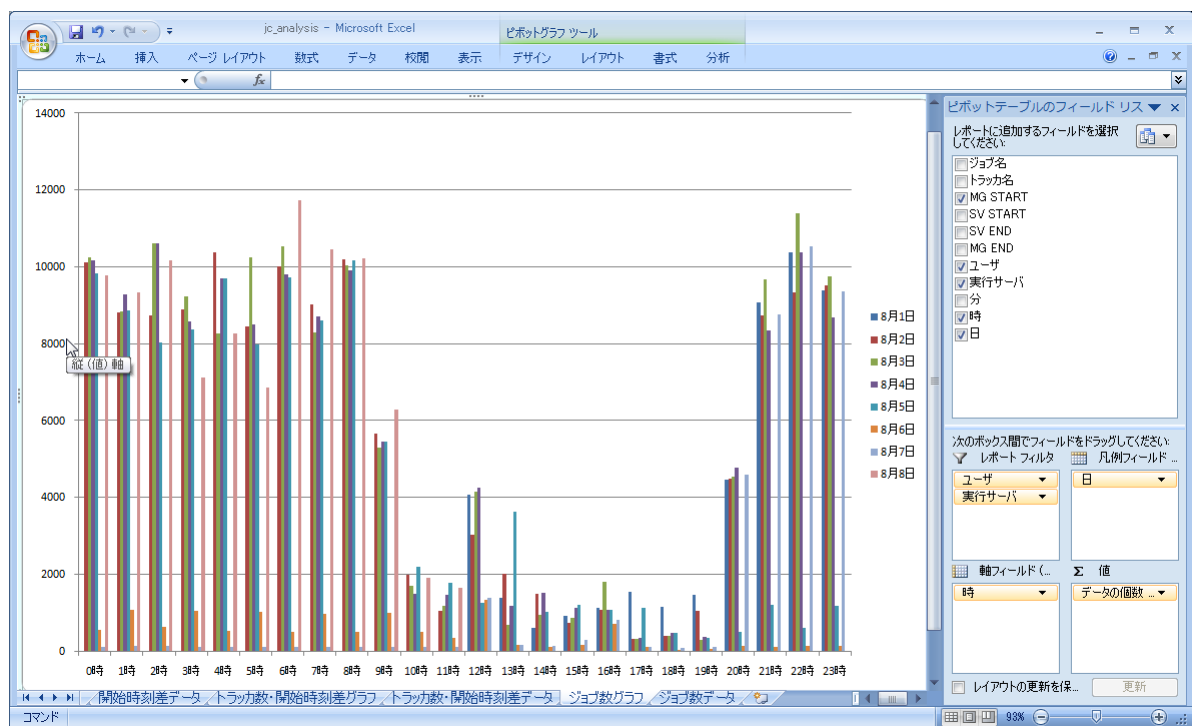 jc_analysis - Microsoft Excel
ピボットグラフ ツール
ホーム 挿入 ページ レイアウト 数式 データ 校閲 表示 デザイン レイアウト 書式 分析
fx
14000
12000
10000
8000
6000
4000
2000
0
縦 (値) 軸
0時 1時 2時 3時 4時 5時 6時 7時 8時 9時 10時 11時 12時 13時 14時 15時 16時 17時 18時 19時 20時 21時 22時 23時
8月1日
8月2日
8月3日
8月4日
8月5日
8月6日
8月7日
8月8日
ピボットテーブルのフィールド リス
レポートに追加するフィールドを選択
してください:
ジョブ名
トラッカ名
MG START
SV START
SV END
MG END
ユーザ
実行サーバ
分
時
日
次のボックス間でフィールドをドラッグしてください:
レポート フィルタ
ユーザ
実行サーバ
凡例フィールド ...
日
軸フィールド (...
時
Σ 値
データの個数 ...
レイアウトの更新を保... 更新
開始時刻差データ トラッカ数・開始時刻差グラフ トラッカ数・開始時刻差データ ジョブ数グラフ ジョブ数データ
コマンド
93%